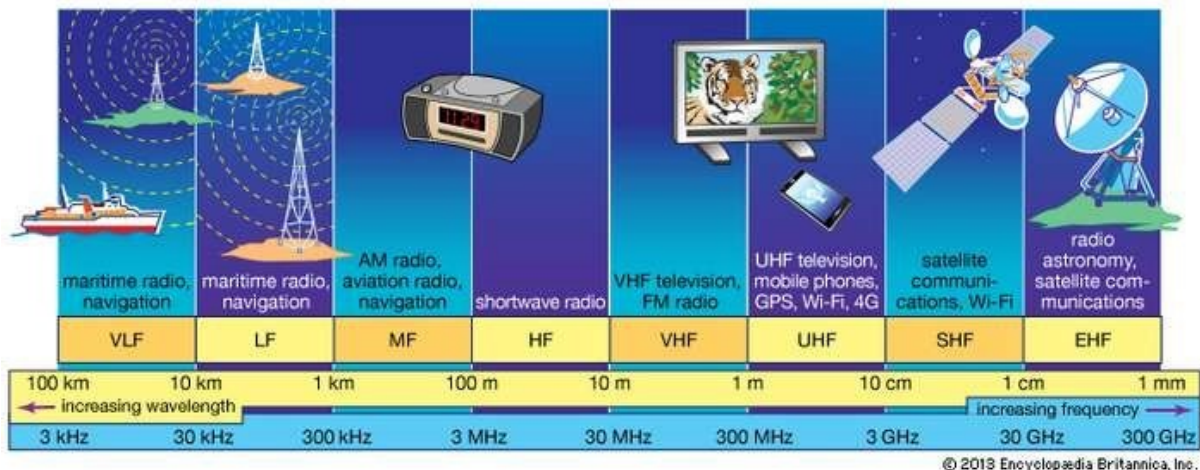 11:29
maritime radio,
navigation
maritime radio,
navigation
AM radio,
aviation radio,
navigation
shortwave radio
VHF television,
FM radio
UHF television,
mobile phones,
GPS, Wi-Fi, 4G
satellite
communi-
cations, Wi-Fi
radio
astronomy,
satellite com-
munications
VLF LF MF HF VHF UHF SHF EHF
100 km 10 km 1 km 100 m 10 m 1 m 10 cm 1 cm 1 mm
increasing wavelength increasing frequency
3 kHz 30 kHz 300 kHz 3 MHz 30 MHz 300 MHz 3 GHz 30 GHz 300 GHz
© 2013 Encyclopædia Britannica, Inc.